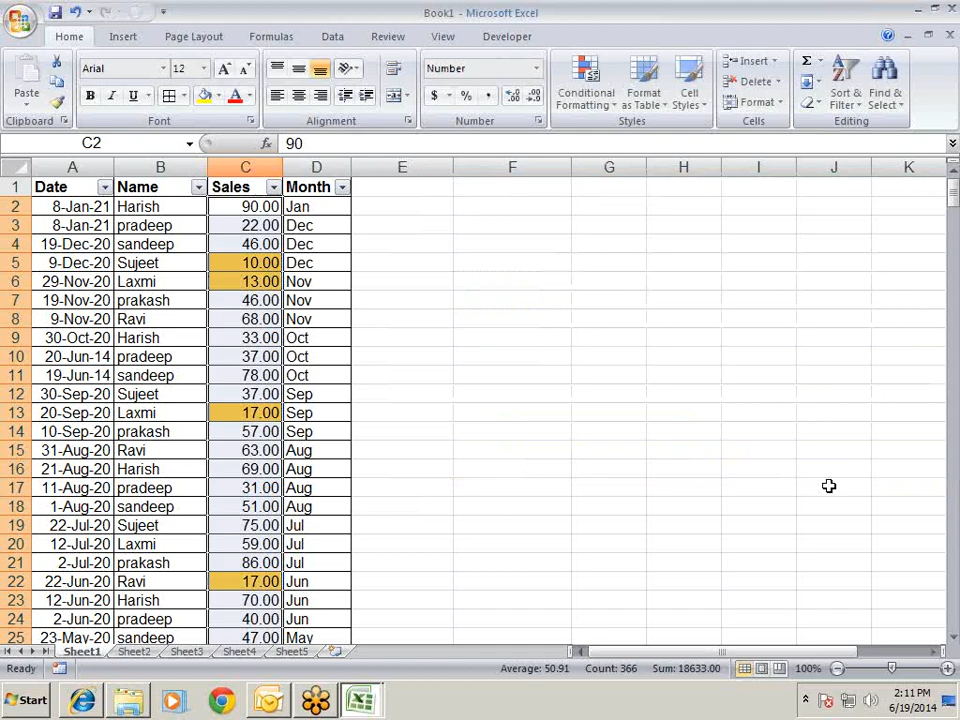 Book1 - Microsoft Excel
Home Insert Page Layout Formulas Data Review View Developer
Arial 12 Number
Paste B I U $ % , Conditional Formatting Format as Table Cell Styles Insert Delete Format Sort & Filter Find & Select
Clipboard Font Alignment Number Styles Cells Editing
C2 fx 90
A B C D E F G H I J K
1 Date Name Sales Month
2 8-Jan-21 Harish 90.00 Jan
3 8-Jan-21 pradeep 22.00 Dec
4 19-Dec-20 sandeep 46.00 Dec
5 9-Dec-20 Sujeet 10.00 Dec
6 29-Nov-20 Laxmi 13.00 Nov
7 19-Nov-20 prakash 46.00 Nov
8 9-Nov-20 Ravi 68.00 Nov
9 30-Oct-20 Harish 33.00 Oct
10 20-Jun-14 pradeep 37.00 Oct
11 19-Jun-14 sandeep 78.00 Oct
12 30-Sep-20 Sujeet 37.00 Sep
13 20-Sep-20 Laxmi 17.00 Sep
14 10-Sep-20 prakash 57.00 Sep
15 31-Aug-20 Ravi 63.00 Aug
16 21-Aug-20 Harish 69.00 Aug
17 11-Aug-20 pradeep 31.00 Aug
18 1-Aug-20 sandeep 51.00 Aug
19 22-Jul-20 Sujeet 75.00 Jul
20 12-Jul-20 Laxmi 59.00 Jul
21 2-Jul-20 prakash 86.00 Jul
22 22-Jun-20 Ravi 17.00 Jun
23 12-Jun-20 Harish 70.00 Jun
24 2-Jun-20 pradeep 40.00 Jun
25 23-May-20 sandeep 47.00 May
Sheet1 Sheet2 Sheet3 Sheet4 Sheet5
Ready Average: 50.91 Count: 366 Sum: 18633.00 100%
Start 2:11 PM
6/19/2014